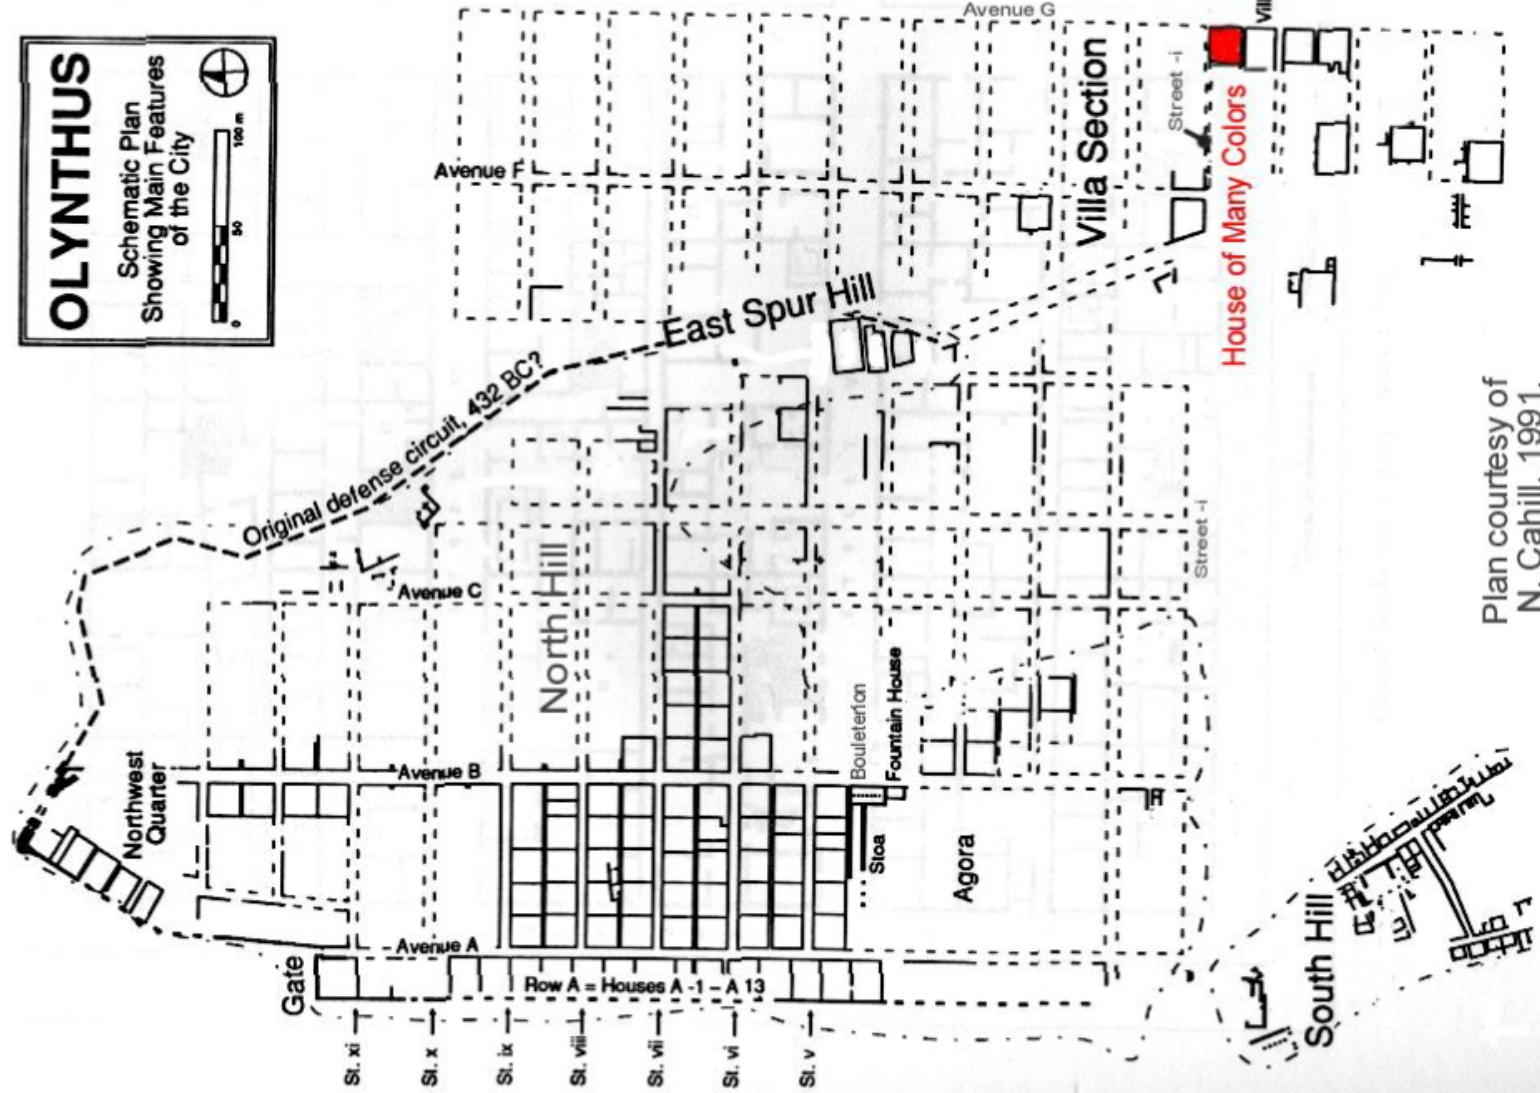 OLYNTHUS
Schematic Plan
Showing Main Features
of the City
0 50 100 m
Avenue G
Villa Section
Street -i
House of Many Colors
Avenue F
East Spur Hill
Original defense circuit, 432 BC?
North Hill
Avenue C
Street -i
Plan courtesy of
N. Cahill, 1991.
Northwest
Quarter
Avenue B
Bouleterion
Fountain House
Stoa
Agora
Avenue A
Gate
Row A = Houses A -1 – A 13
South Hill
St. xi
St. x
St. ix
St. viii
St. vii
St. vi
St. v